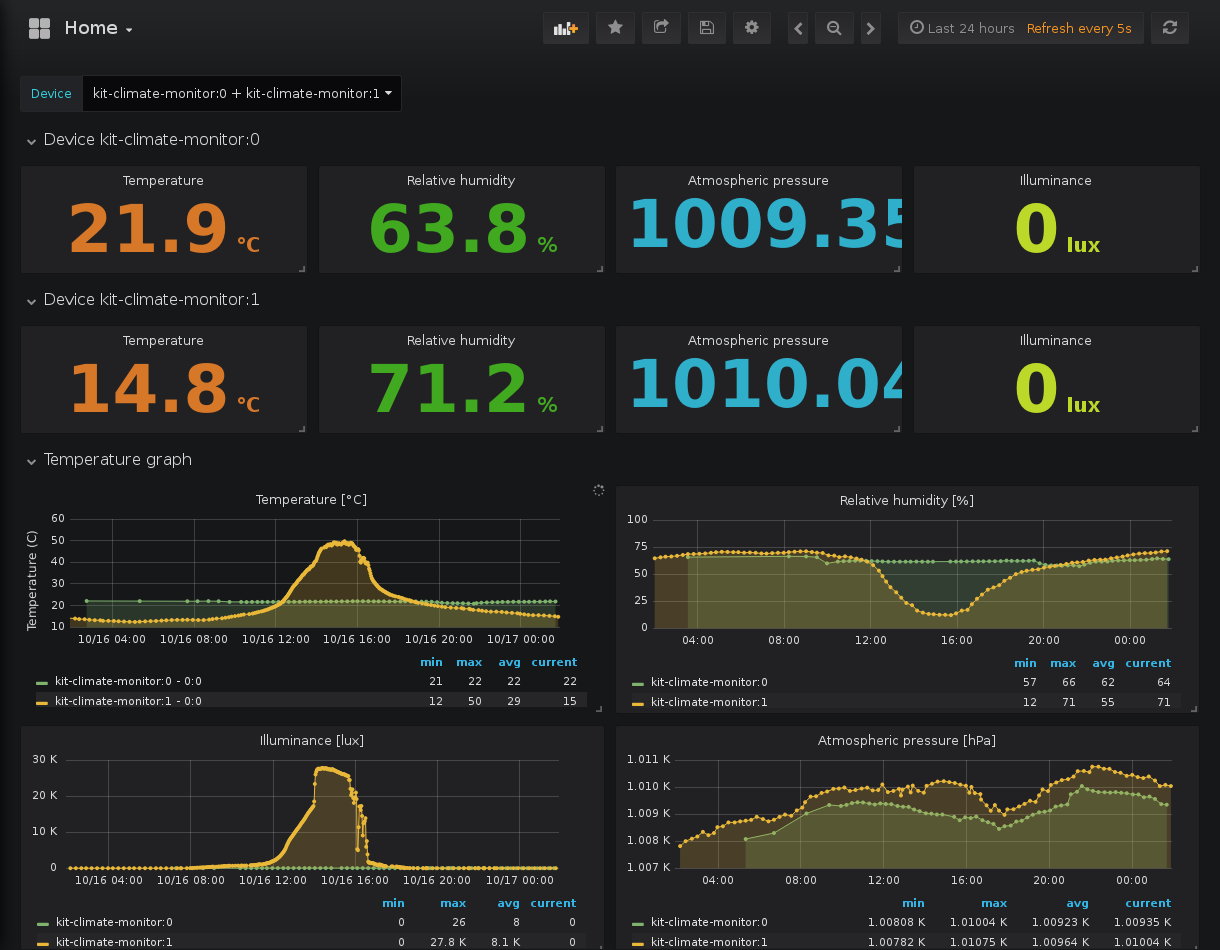 Home
Last 24 hours Refresh every 5s
Device kit-climate-monitor:0 + kit-climate-monitor:1
Device kit-climate-monitor:0
Temperature Relative humidity Atmospheric pressure Illuminance
21.9 °C 63.8 % 1009.35 0 lux
Device kit-climate-monitor:1
Temperature Relative humidity Atmospheric pressure Illuminance
14.8 °C 71.2 % 1010.04 0 lux
Temperature graph
Temperature [°C]
Temperature (C)
60
50
40
30
20
10
10/16 04:00 10/16 08:00 10/16 12:00 10/16 16:00 10/16 20:00 10/17 00:00
min max avg current
kit-climate-monitor:0 - 0:0 21 22 22 22
kit-climate-monitor:1 - 0:0 12 50 29 15
Relative humidity [%]
100
75
50
25
0
04:00 08:00 12:00 16:00 20:00 00:00
min max avg current
kit-climate-monitor:0 57 66 62 64
kit-climate-monitor:1 12 71 55 71
Illuminance [lux]
30 K
20 K
10 K
0
10/16 04:00 10/16 08:00 10/16 12:00 10/16 16:00 10/16 20:00 10/17 00:00
min max avg current
kit-climate-monitor:0 0 26 8 0
kit-climate-monitor:1 0 27.8 K 8.1 K 0
Atmospheric pressure [hPa]
1.011 K
1.010 K
1.009 K
1.008 K
1.007 K
04:00 08:00 12:00 16:00 20:00 00:00
min max avg current
kit-climate-monitor:0 1.00808 K 1.01004 K 1.00923 K 1.00935 K
kit-climate-monitor:1 1.00782 K 1.01075 K 1.00964 K 1.01004 K